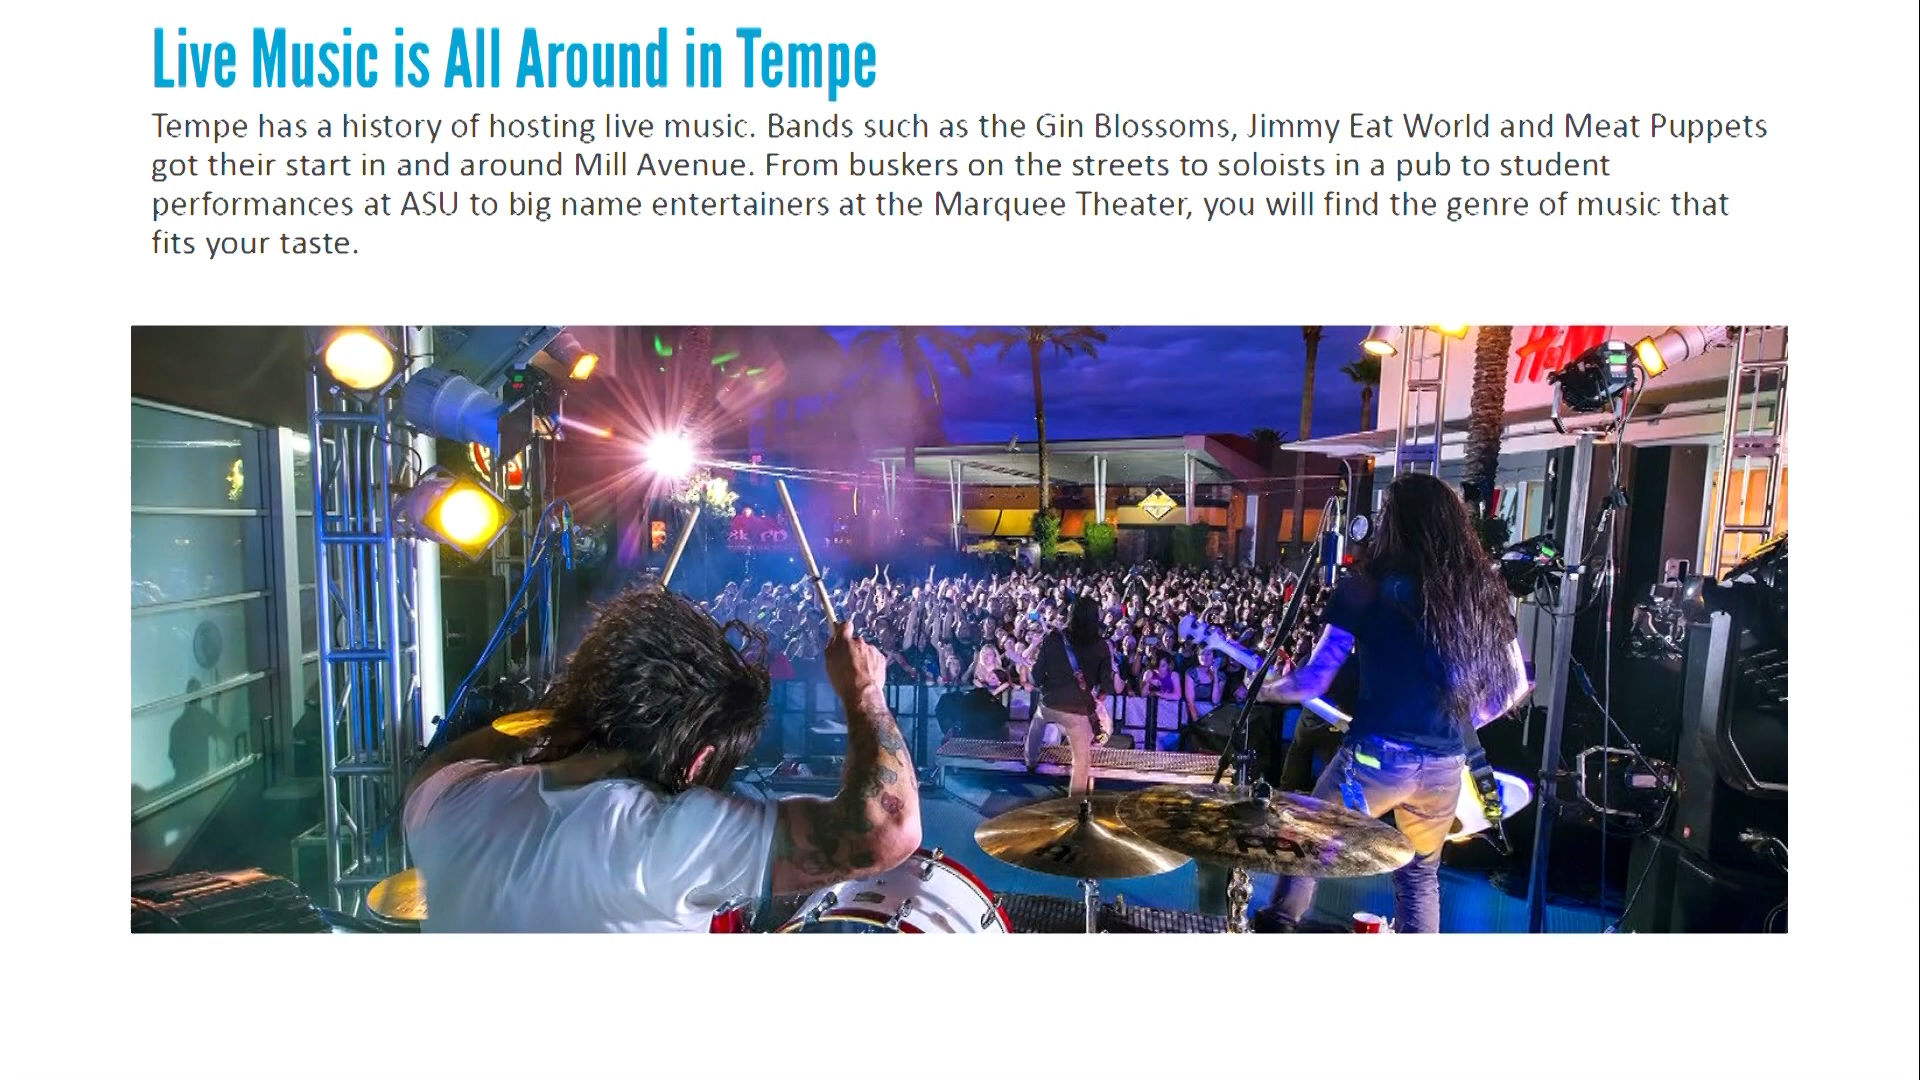 Live Music is All Around in Tempe
Tempe has a history of hosting live music. Bands such as the Gin Blossoms, Jimmy Eat World and Meat Puppets
got their start in and around Mill Avenue. From buskers on the streets to soloists in a pub to student
performances at ASU to big name entertainers at the Marquee Theater, you will find the genre of music that
fits your taste.
H&M